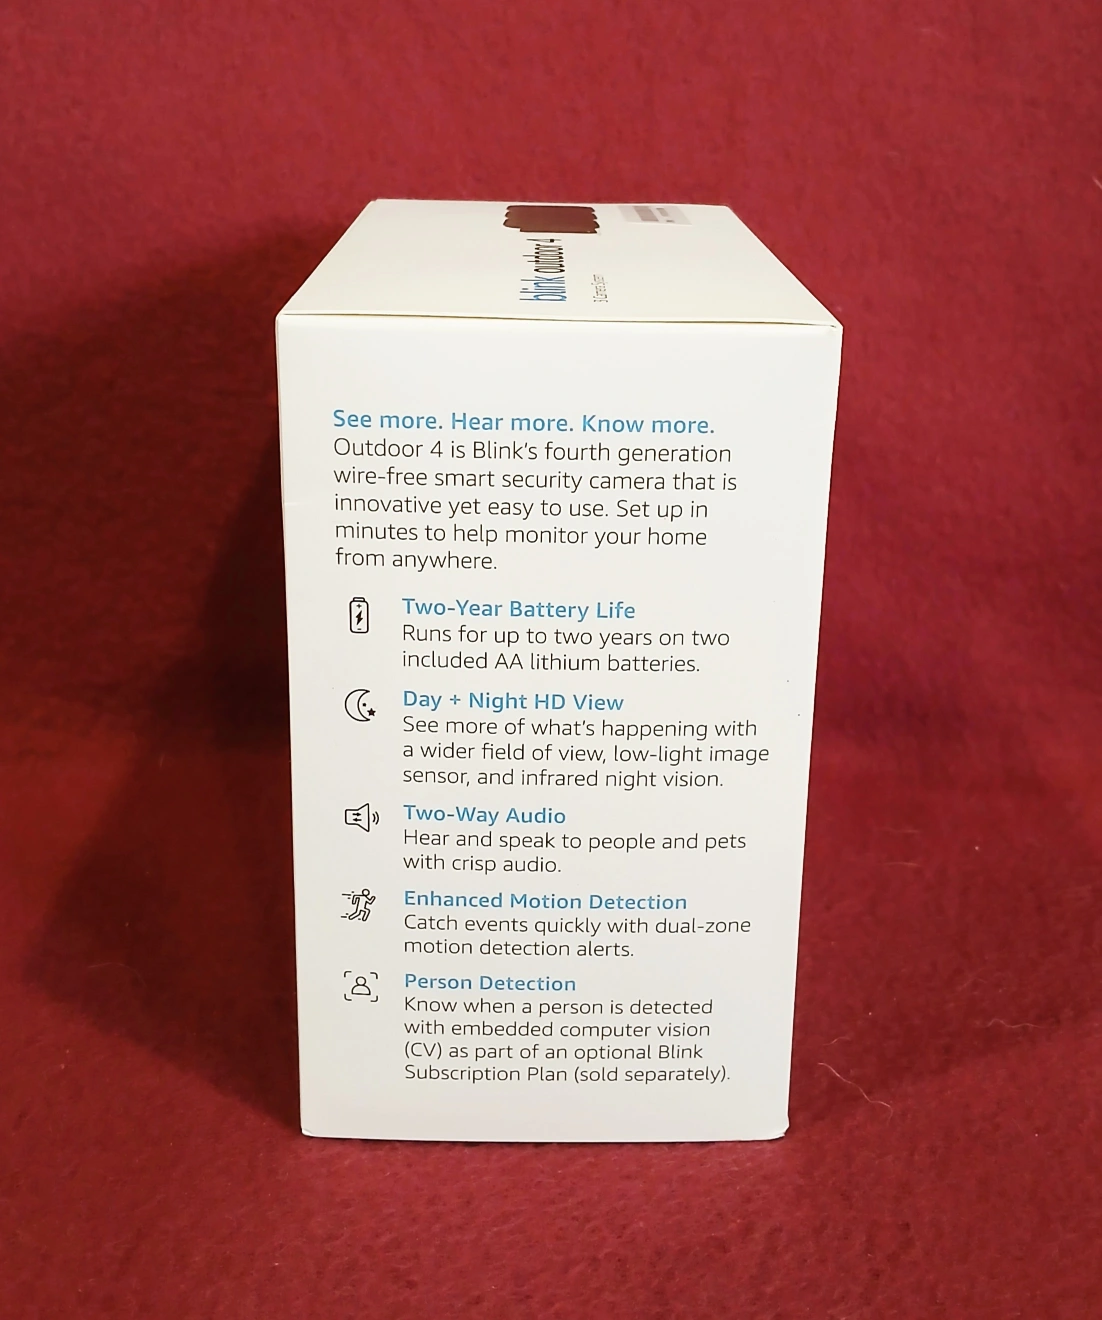 blink outdoor 4
3 Camera System
See more. Hear more. Know more.
Outdoor 4 is Blink's fourth generation
wire-free smart security camera that is
innovative yet easy to use. Set up in
minutes to help monitor your home
from anywhere.
Two-Year Battery Life
Runs for up to two years on two
included AA lithium batteries.
Day + Night HD View
See more of what's happening with
a wider field of view, low-light image
sensor, and infrared night vision.
Two-Way Audio
Hear and speak to people and pets
with crisp audio.
Enhanced Motion Detection
Catch events quickly with dual-zone
motion detection alerts.
Person Detection
Know when a person is detected
with embedded computer vision
(CV) as part of an optional Blink
Subscription Plan (sold separately).